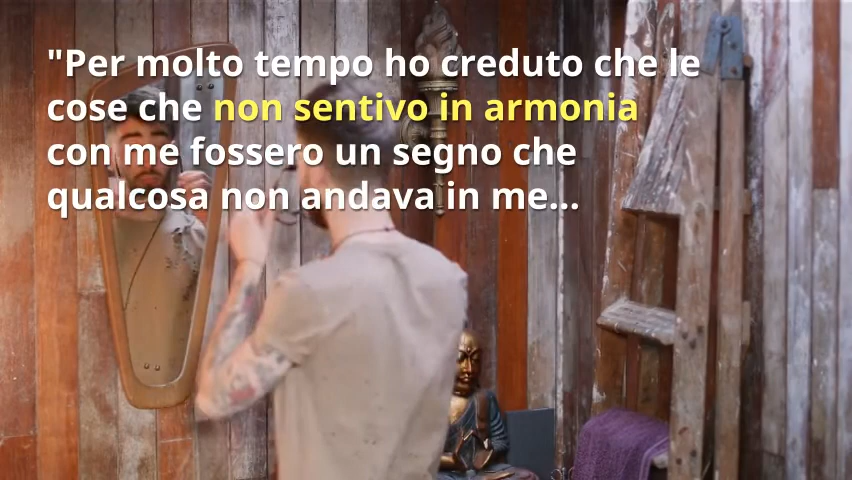 "Per molto tempo ho creduto che le
cose che non sentivo in armonia
con me fossero un segno che
qualcosa non andava in me...